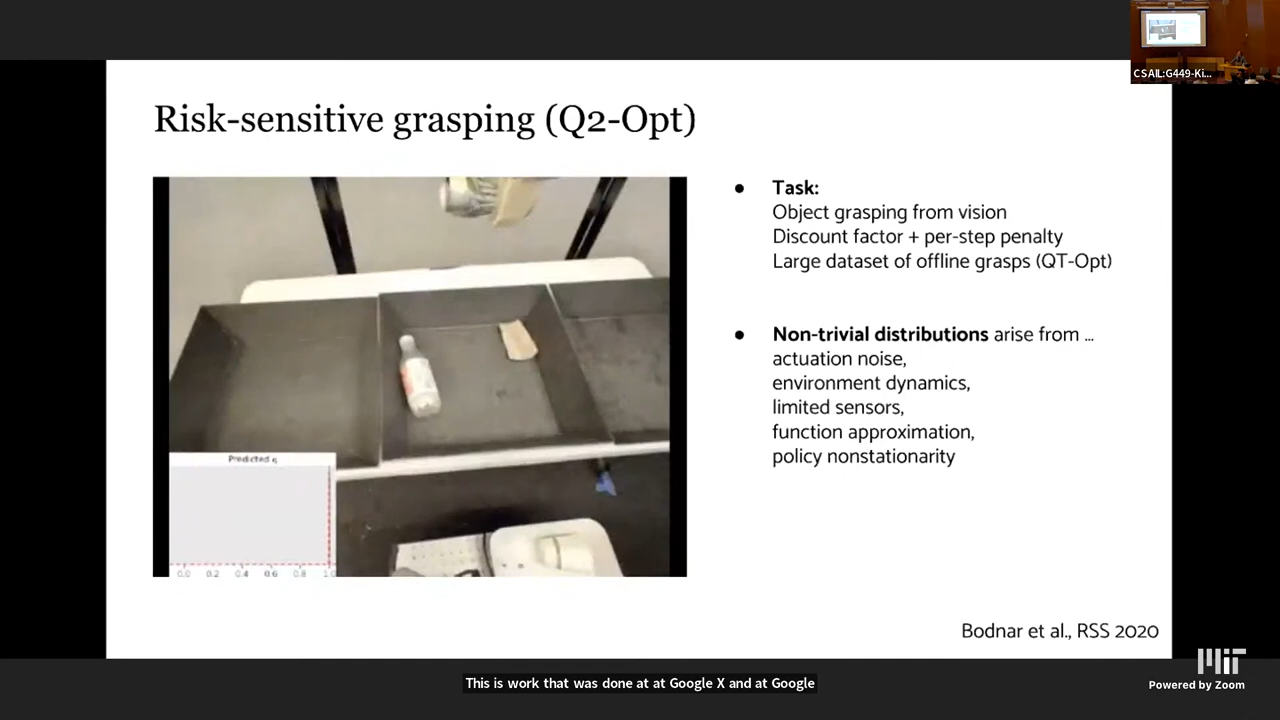 CSAIL:G449-Ki...
Risk-sensitive grasping (Q2-Opt)
Predicted q
0.0 0.2 0.4 0.6 0.8 1.0
● Task:
Object grasping from vision
Discount factor + per-step penalty
Large dataset of offline grasps (QT-Opt)
● Non-trivial distributions arise from ...
actuation noise,
environment dynamics,
limited sensors,
function approximation,
policy nonstationarity
Bodnar et al., RSS 2020
MIT
Powered by Zoom
This is work that was done at at Google X and at Google